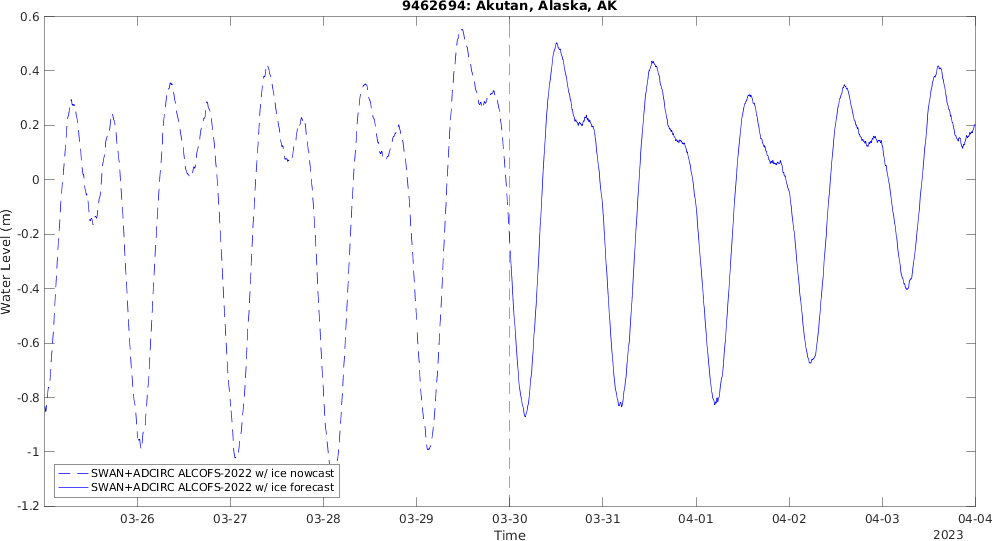 9462694: Akutan, Alaska, AK
0.6
0.4
0.2
0
-0.2
-0.4
-0.6
-0.8
-1
-1.2
Water Level (m)
SWAN+ADCIRC ALCOFS-2022 w/ ice nowcast
SWAN+ADCIRC ALCOFS-2022 w/ ice forecast
03-26 03-27 03-28 03-29 03-30 03-31 04-01 04-02 04-03 04-04
Time
2023